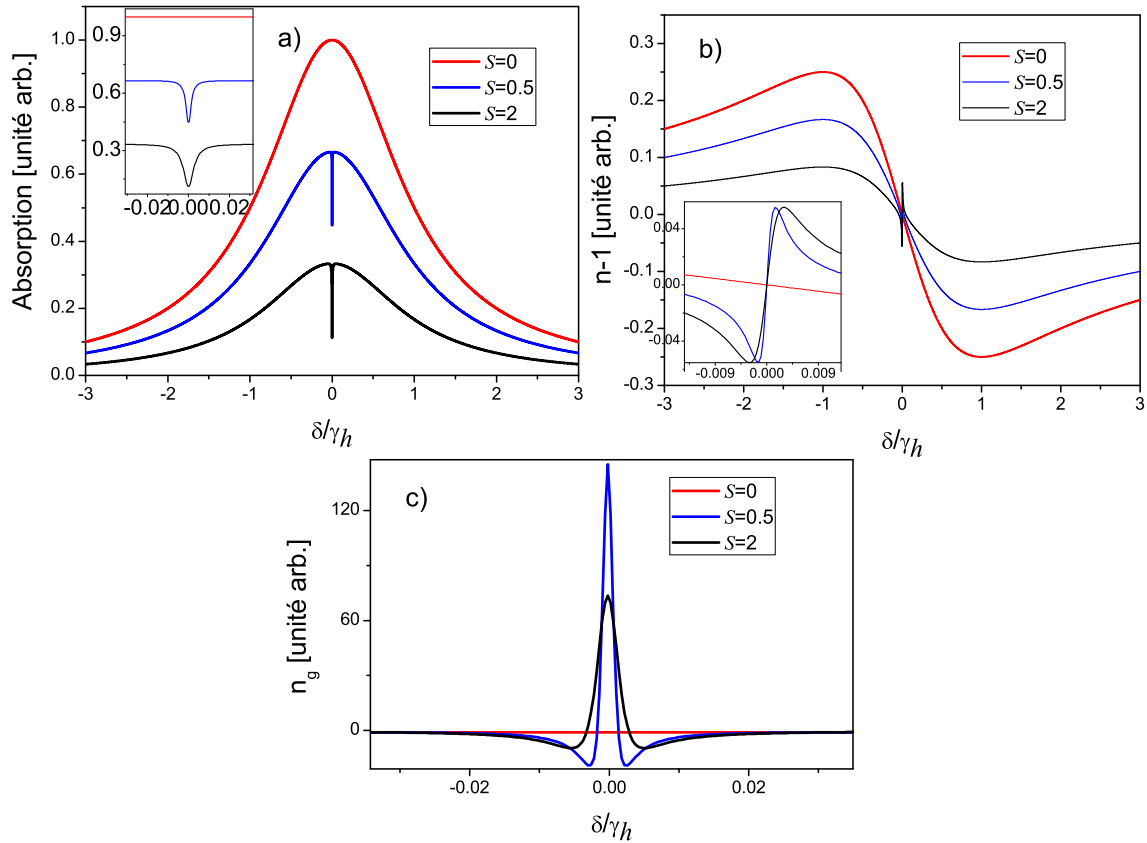 a)
Absorption [unité arb.]
1.0
0.8
0.6
0.4
0.2
0.0
-3
-2
-1
0
1
2
3
δ/γh
S=0
S=0.5
S=2
0.9
0.6
0.3
-0.02
0.00
0.02
b)
n-1 [unité arb.]
0.3
0.2
0.1
0.0
-0.1
-0.2
-0.3
-3
-2
-1
0
1
2
3
δ/γh
S=0
S=0.5
S=2
0.04
0.00
-0.04
-0.009
0.000
0.009
c)
ng [unité arb.]
120
60
0
-0.02
0.00
0.02
δ/γh
S=0
S=0.5
S=2